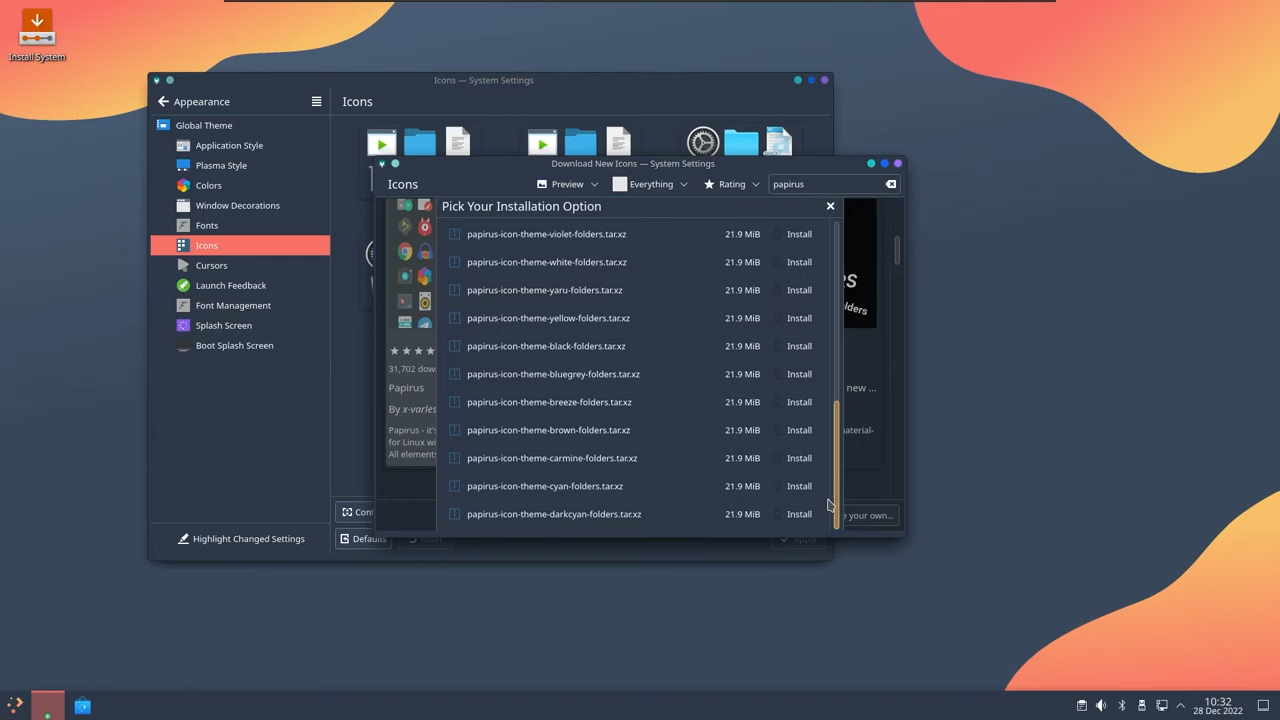 Install System
Icons — System Settings
Appearance
Icons
Global Theme
Application Style
Plasma Style
Colors
Window Decorations
Fonts
Icons
Cursors
Launch Feedback
Font Management
Splash Screen
Boot Splash Screen
Highlight Changed Settings
Defaults
Reset
Apply
Download New Icons — System Settings
Icons
Preview
Everything
Rating
papirus
Pick Your Installation Option
papirus-icon-theme-violet-folders.tar.xz 21.9 MiB Install
papirus-icon-theme-white-folders.tar.xz 21.9 MiB Install
papirus-icon-theme-yaru-folders.tar.xz 21.9 MiB Install
papirus-icon-theme-yellow-folders.tar.xz 21.9 MiB Install
papirus-icon-theme-black-folders.tar.xz 21.9 MiB Install
papirus-icon-theme-bluegrey-folders.tar.xz 21.9 MiB Install
papirus-icon-theme-breeze-folders.tar.xz 21.9 MiB Install
papirus-icon-theme-brown-folders.tar.xz 21.9 MiB Install
papirus-icon-theme-carmine-folders.tar.xz 21.9 MiB Install
papirus-icon-theme-cyan-folders.tar.xz 21.9 MiB Install
papirus-icon-theme-darkcyan-folders.tar.xz 21.9 MiB Install
31,702 dow
Papirus
By x-varles
Papirus - it's
for Linux wi
All elements
RS
olders
new ...
material-
e your own...
10:32
28 Dec 2022